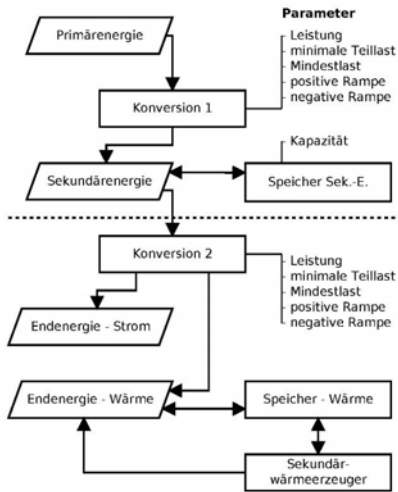 Parameter
Primärenergie
Leistung
minimale Teillast
Mindestlast
positive Rampe
negative Rampe
Konversion 1
Kapazität
Sekundärenergie
Speicher Sek.-E.
Konversion 2
Leistung
minimale Teillast
Mindestlast
positive Rampe
negative Rampe
Endenergie - Strom
Endenergie - Wärme
Speicher - Wärme
Sekundär-
wärmeerzeuger